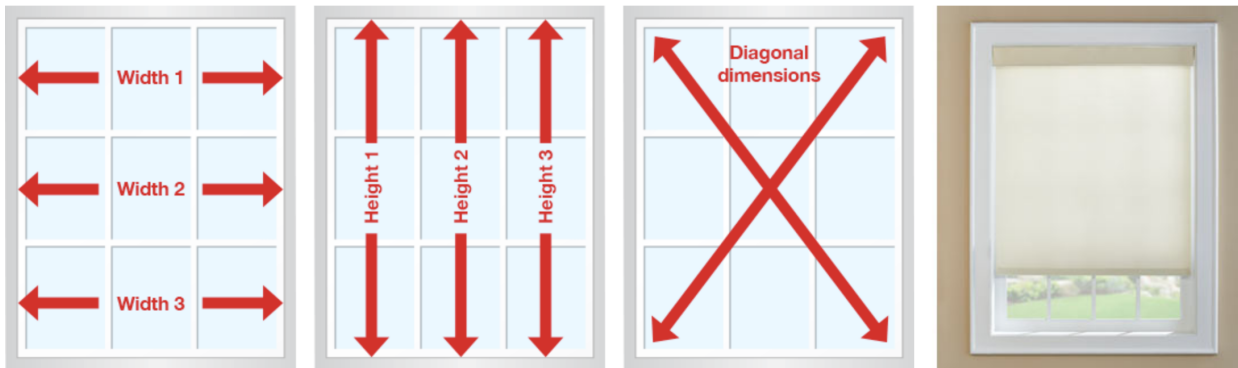 Width 1
Width 2
Width 3
Height 1
Height 2
Height 3
Diagonal
dimensions